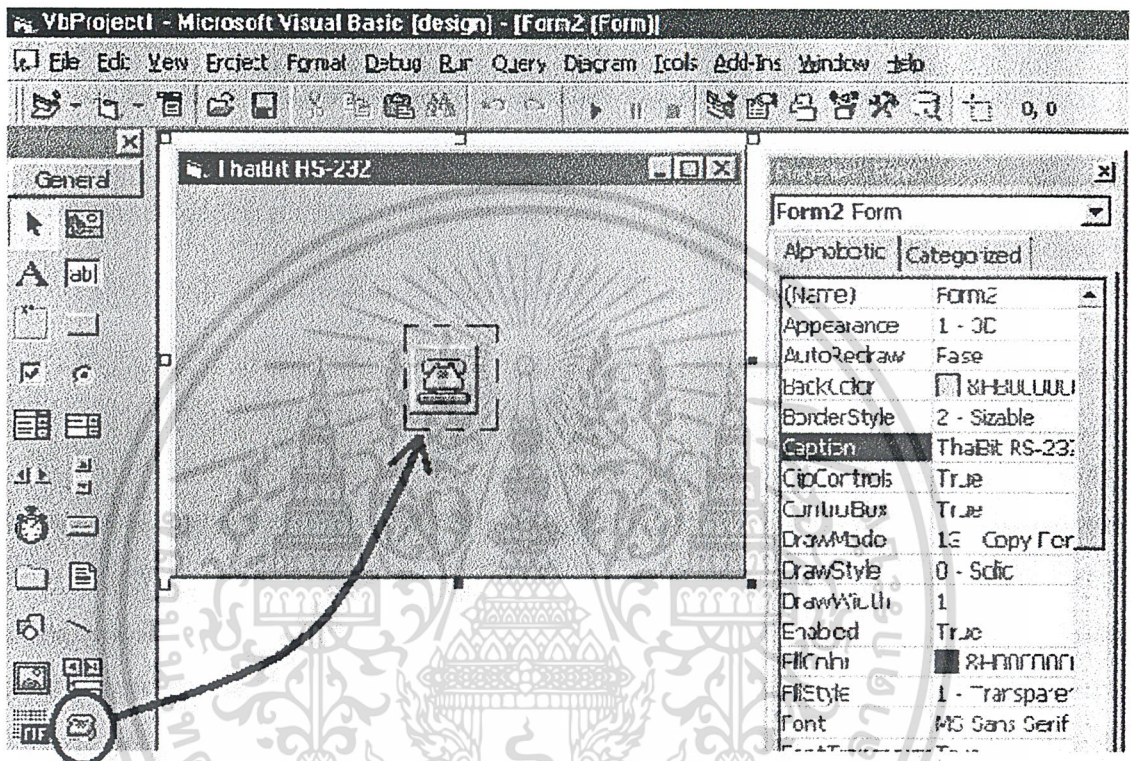 VbProject1 - Microsoft Visual Basic [design] - [Form2 (Form)]
File Edit View Project Format Debug Run Query Diagram Tools Add-Ins Window Help
0, 0
General
ThaiBit RS-232
Form2 Form
Alphabetic Categorized
(Name) Form2
Appearance 1 - 3D
AutoRedraw False
BackColor
BorderStyle 2 - Sizable
Caption ThaiBit RS-232
ClipControls True
ControlBox True
DrawMode 13 - Copy Pen
DrawStyle 0 - Solid
DrawWidth 1
Enabled True
FillColor
FillStyle 1 - Transparen
Font MS Sans Serif
FontTransparen True